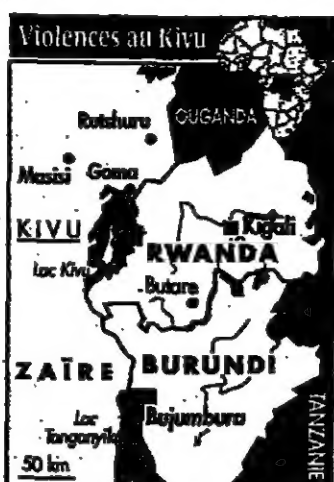 Violences au Kivu
OUGANDA
Rutshuru
Masisi
Goma
KIVU
Kigali
RWANDA
Lac Kivu
Butare
ZAÏRE
BURUNDI
Lac
Tanganyika
Bujumbura
TANZANIE
50 km